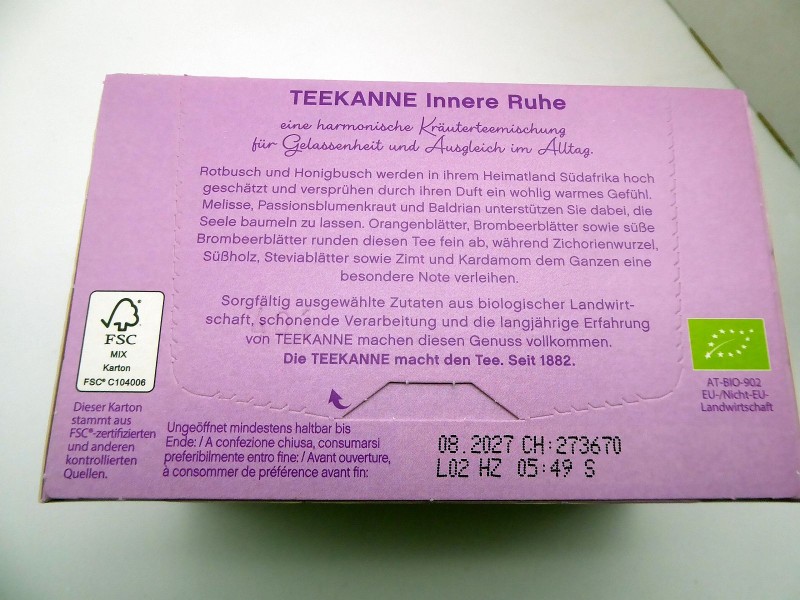 TEEKANNE Innere Ruhe
eine harmonische Kräuterteemischung
für Gelassenheit und Ausgleich im Alltag.
Rotbusch und Honigbusch werden in ihrem Heimatland Südafrika hoch
geschätzt und versprühen durch ihren Duft ein wohlig warmes Gefühl.
Melisse, Passionsblumenkraut und Baldrian unterstützen Sie dabei, die
Seele baumeln zu lassen. Orangenblätter, Brombeerblätter sowie süße
Brombeerblätter runden diesen Tee fein ab, während Zichorienwurzel,
Süßholz, Steviablätter sowie Zimt und Kardamom dem Ganzen eine
besondere Note verleihen.
Sorgfältig ausgewählte Zutaten aus biologischer Landwirt-
schaft, schonende Verarbeitung und die langjährige Erfahrung
von TEEKANNE machen diesen Genuss vollkommen.
Die TEEKANNE macht den Tee. Seit 1882.
FSC
MIX
Karton
FSC® C104006
Dieser Karton
stammt aus
FSC®-zertifizierten
und anderen
kontrollierten
Quellen.
Ungeöffnet mindestens haltbar bis
Ende: / A confezione chiusa, consumarsi
preferibilmente entro fine: / Avant ouverture,
à consommer de préférence avant fin:
08.2027 CH:273670
L02 HZ 05:49 S
AT-BIO-902
EU-/Nicht-EU-
Landwirtschaft